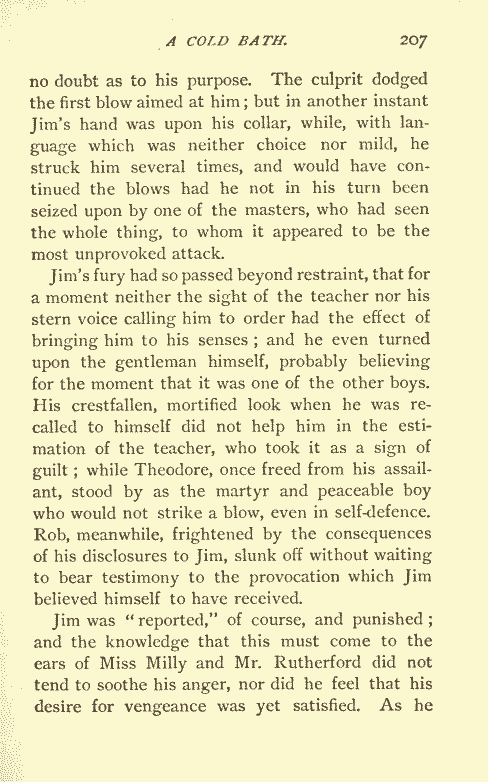 A COLD BATH. 207
no doubt as to his purpose. The culprit dodged
the first blow aimed at him; but in another instant
Jim's hand was upon his collar, while, with lan-
guage which was neither choice nor mild, he
struck him several times, and would have con-
tinued the blows had he not in his turn been
seized upon by one of the masters, who had seen
the whole thing, to whom it appeared to be the
most unprovoked attack.
Jim's fury had so passed beyond restraint, that for
a moment neither the sight of the teacher nor his
stern voice calling him to order had the effect of
bringing him to his senses; and he even turned
upon the gentleman himself, probably believing
for the moment that it was one of the other boys.
His crestfallen, mortified look when he was re-
called to himself did not help him in the esti-
mation of the teacher, who took it as a sign of
guilt; while Theodore, once freed from his assail-
ant, stood by as the martyr and peaceable boy
who would not strike a blow, even in self-defence.
Rob, meanwhile, frightened by the consequences
of his disclosures to Jim, slunk off without waiting
to bear testimony to the provocation which Jim
believed himself to have received.
Jim was "reported," of course, and punished;
and the knowledge that this must come to the
ears of Miss Milly and Mr. Rutherford did not
tend to soothe his anger, nor did he feel that his
desire for vengeance was yet satisfied. As he